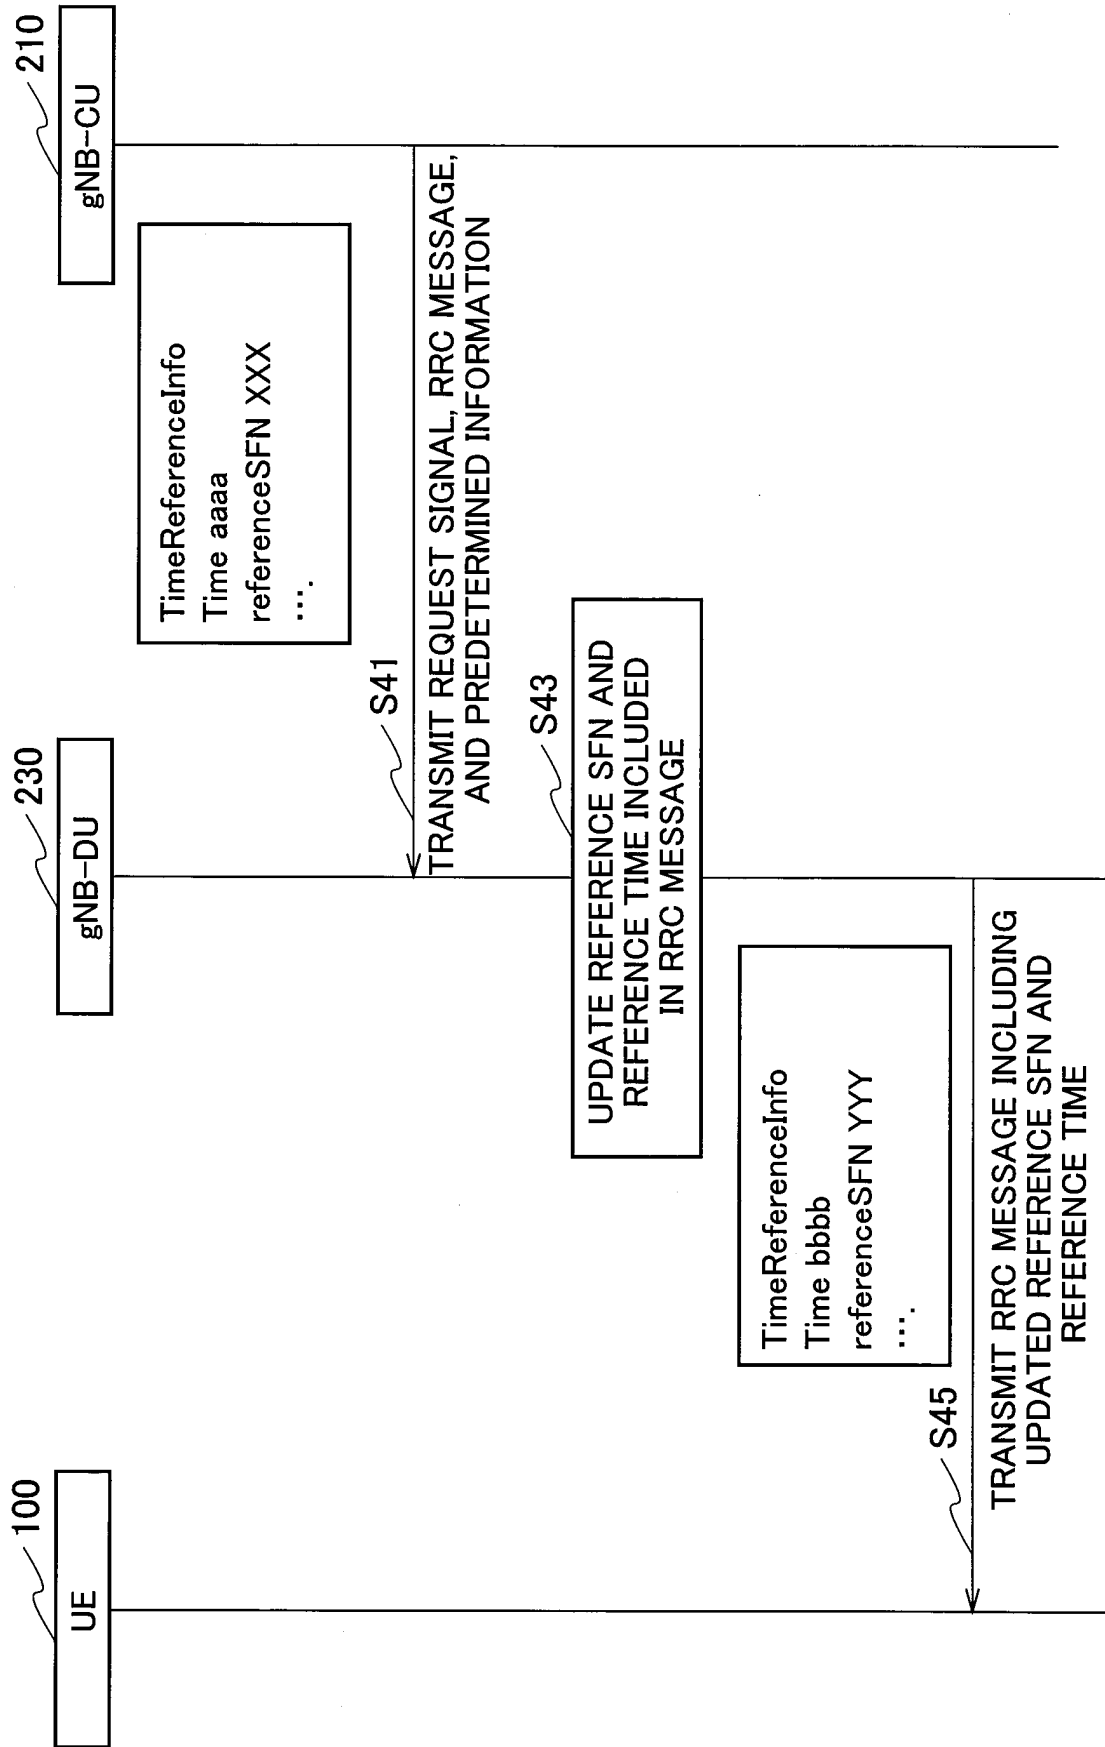 100
UE
230
gNB-DU
210
gNB-CU
TimeReferenceInfo
Time aaaa
referenceSFN XXX
....
S41
TRANSMIT REQUEST SIGNAL, RRC MESSAGE,
AND PREDETERMINED INFORMATION
S43
UPDATE REFERENCE SFN AND
REFERENCE TIME INCLUDED
IN RRC MESSAGE
TimeReferenceInfo
Time bbbb
referenceSFN YYY
....
S45
TRANSMIT RRC MESSAGE INCLUDING
UPDATED REFERENCE SFN AND
REFERENCE TIME